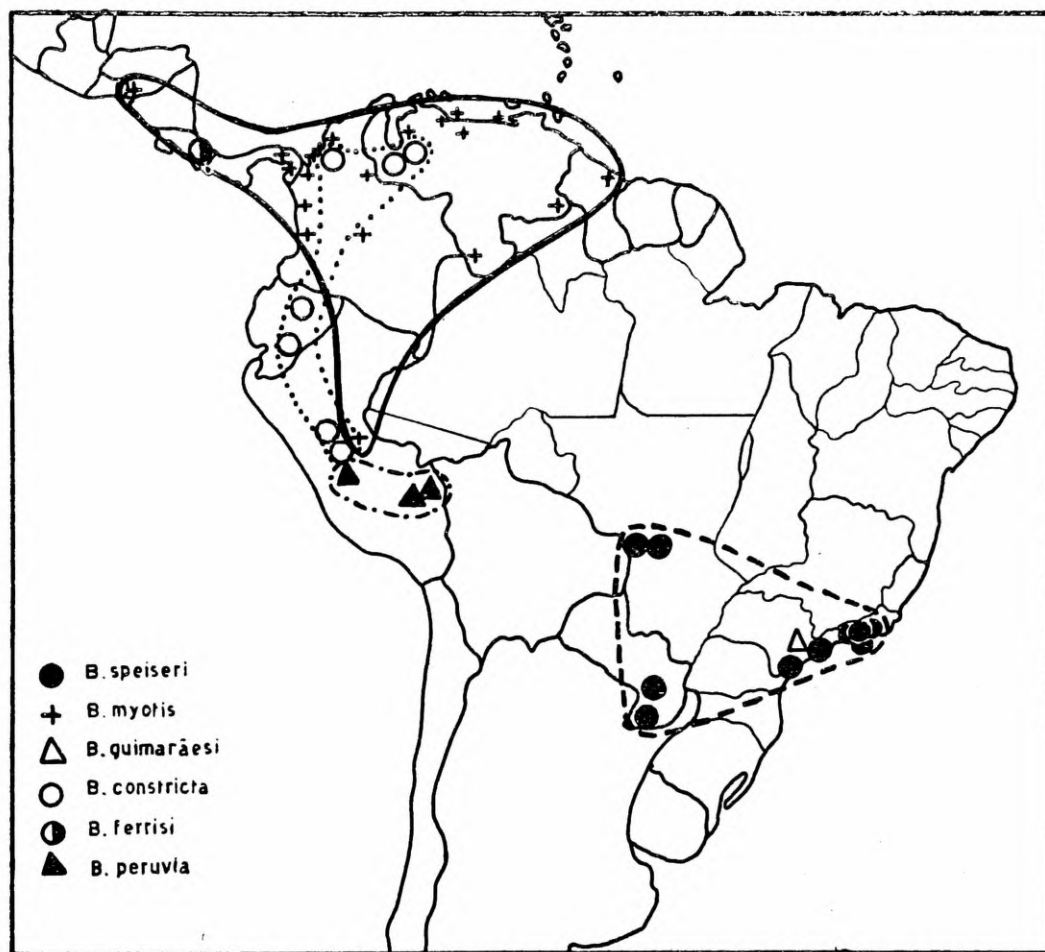 B. speiseri
B. myotis
B. guimarãesi
B. constricta
B. ferrisi
B. peruvia